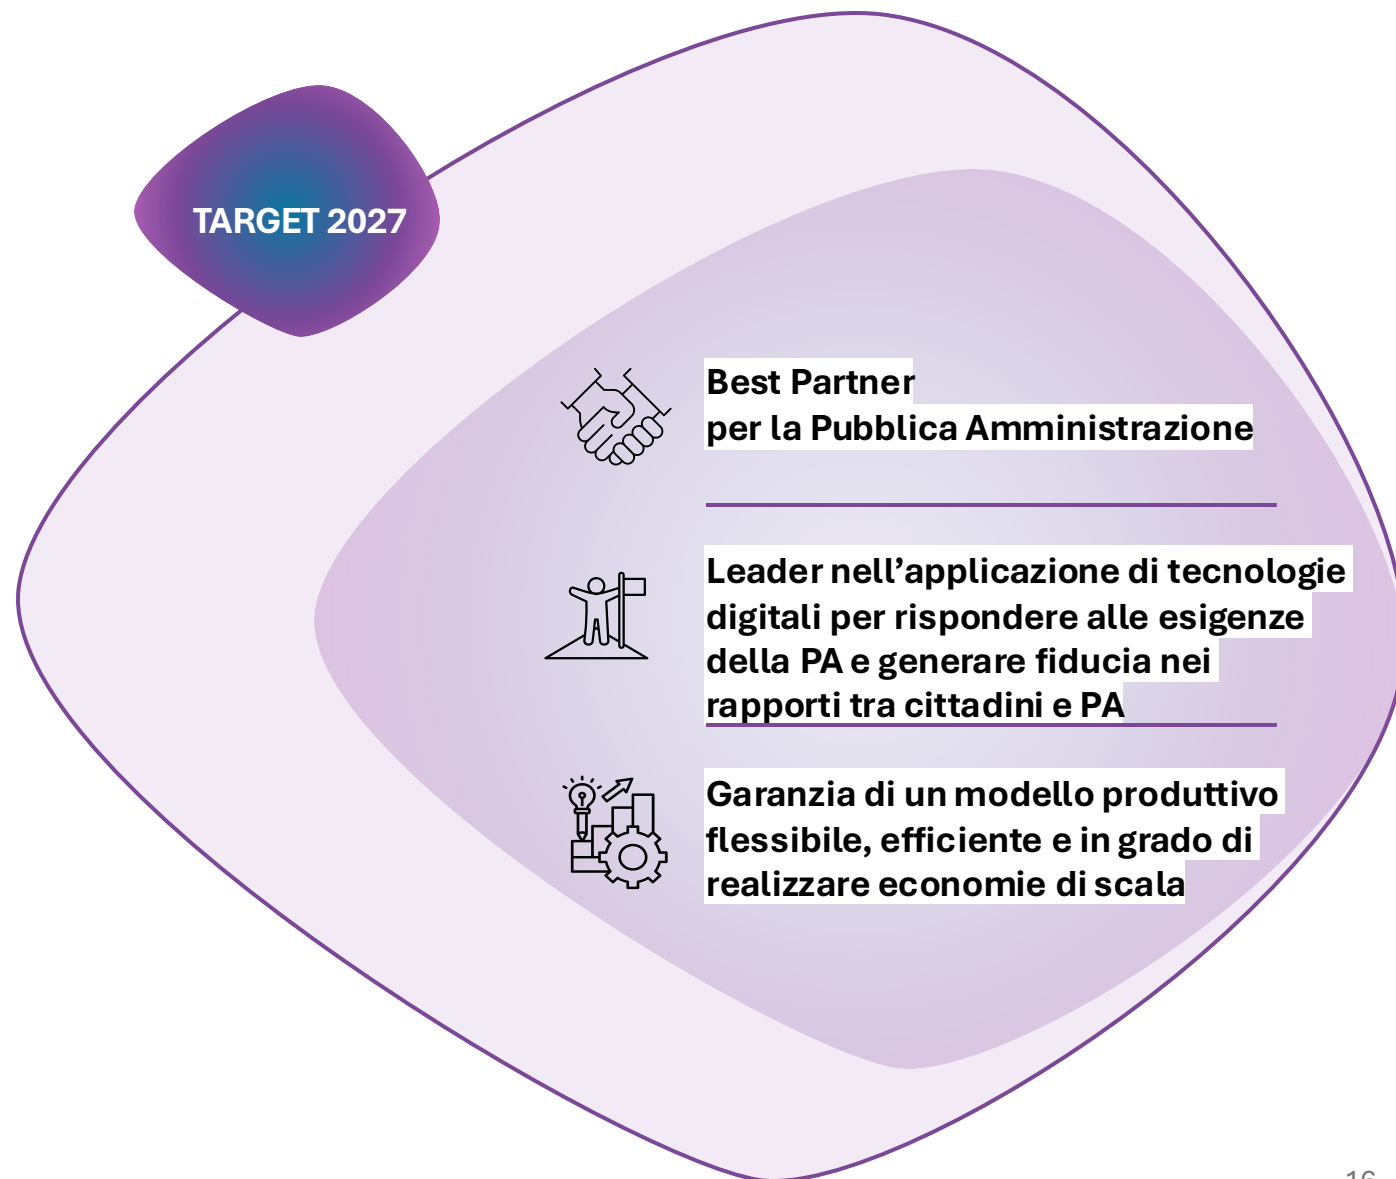 TARGET 2027
Best Partner
per la Pubblica Amministrazione
Leader nell’applicazione di tecnologie
digitali per rispondere alle esigenze
della PA e generare fiducia nei
rapporti tra cittadini e PA
Garanzia di un modello produttivo
flessibile, efficiente e in grado di
realizzare economie di scala
16